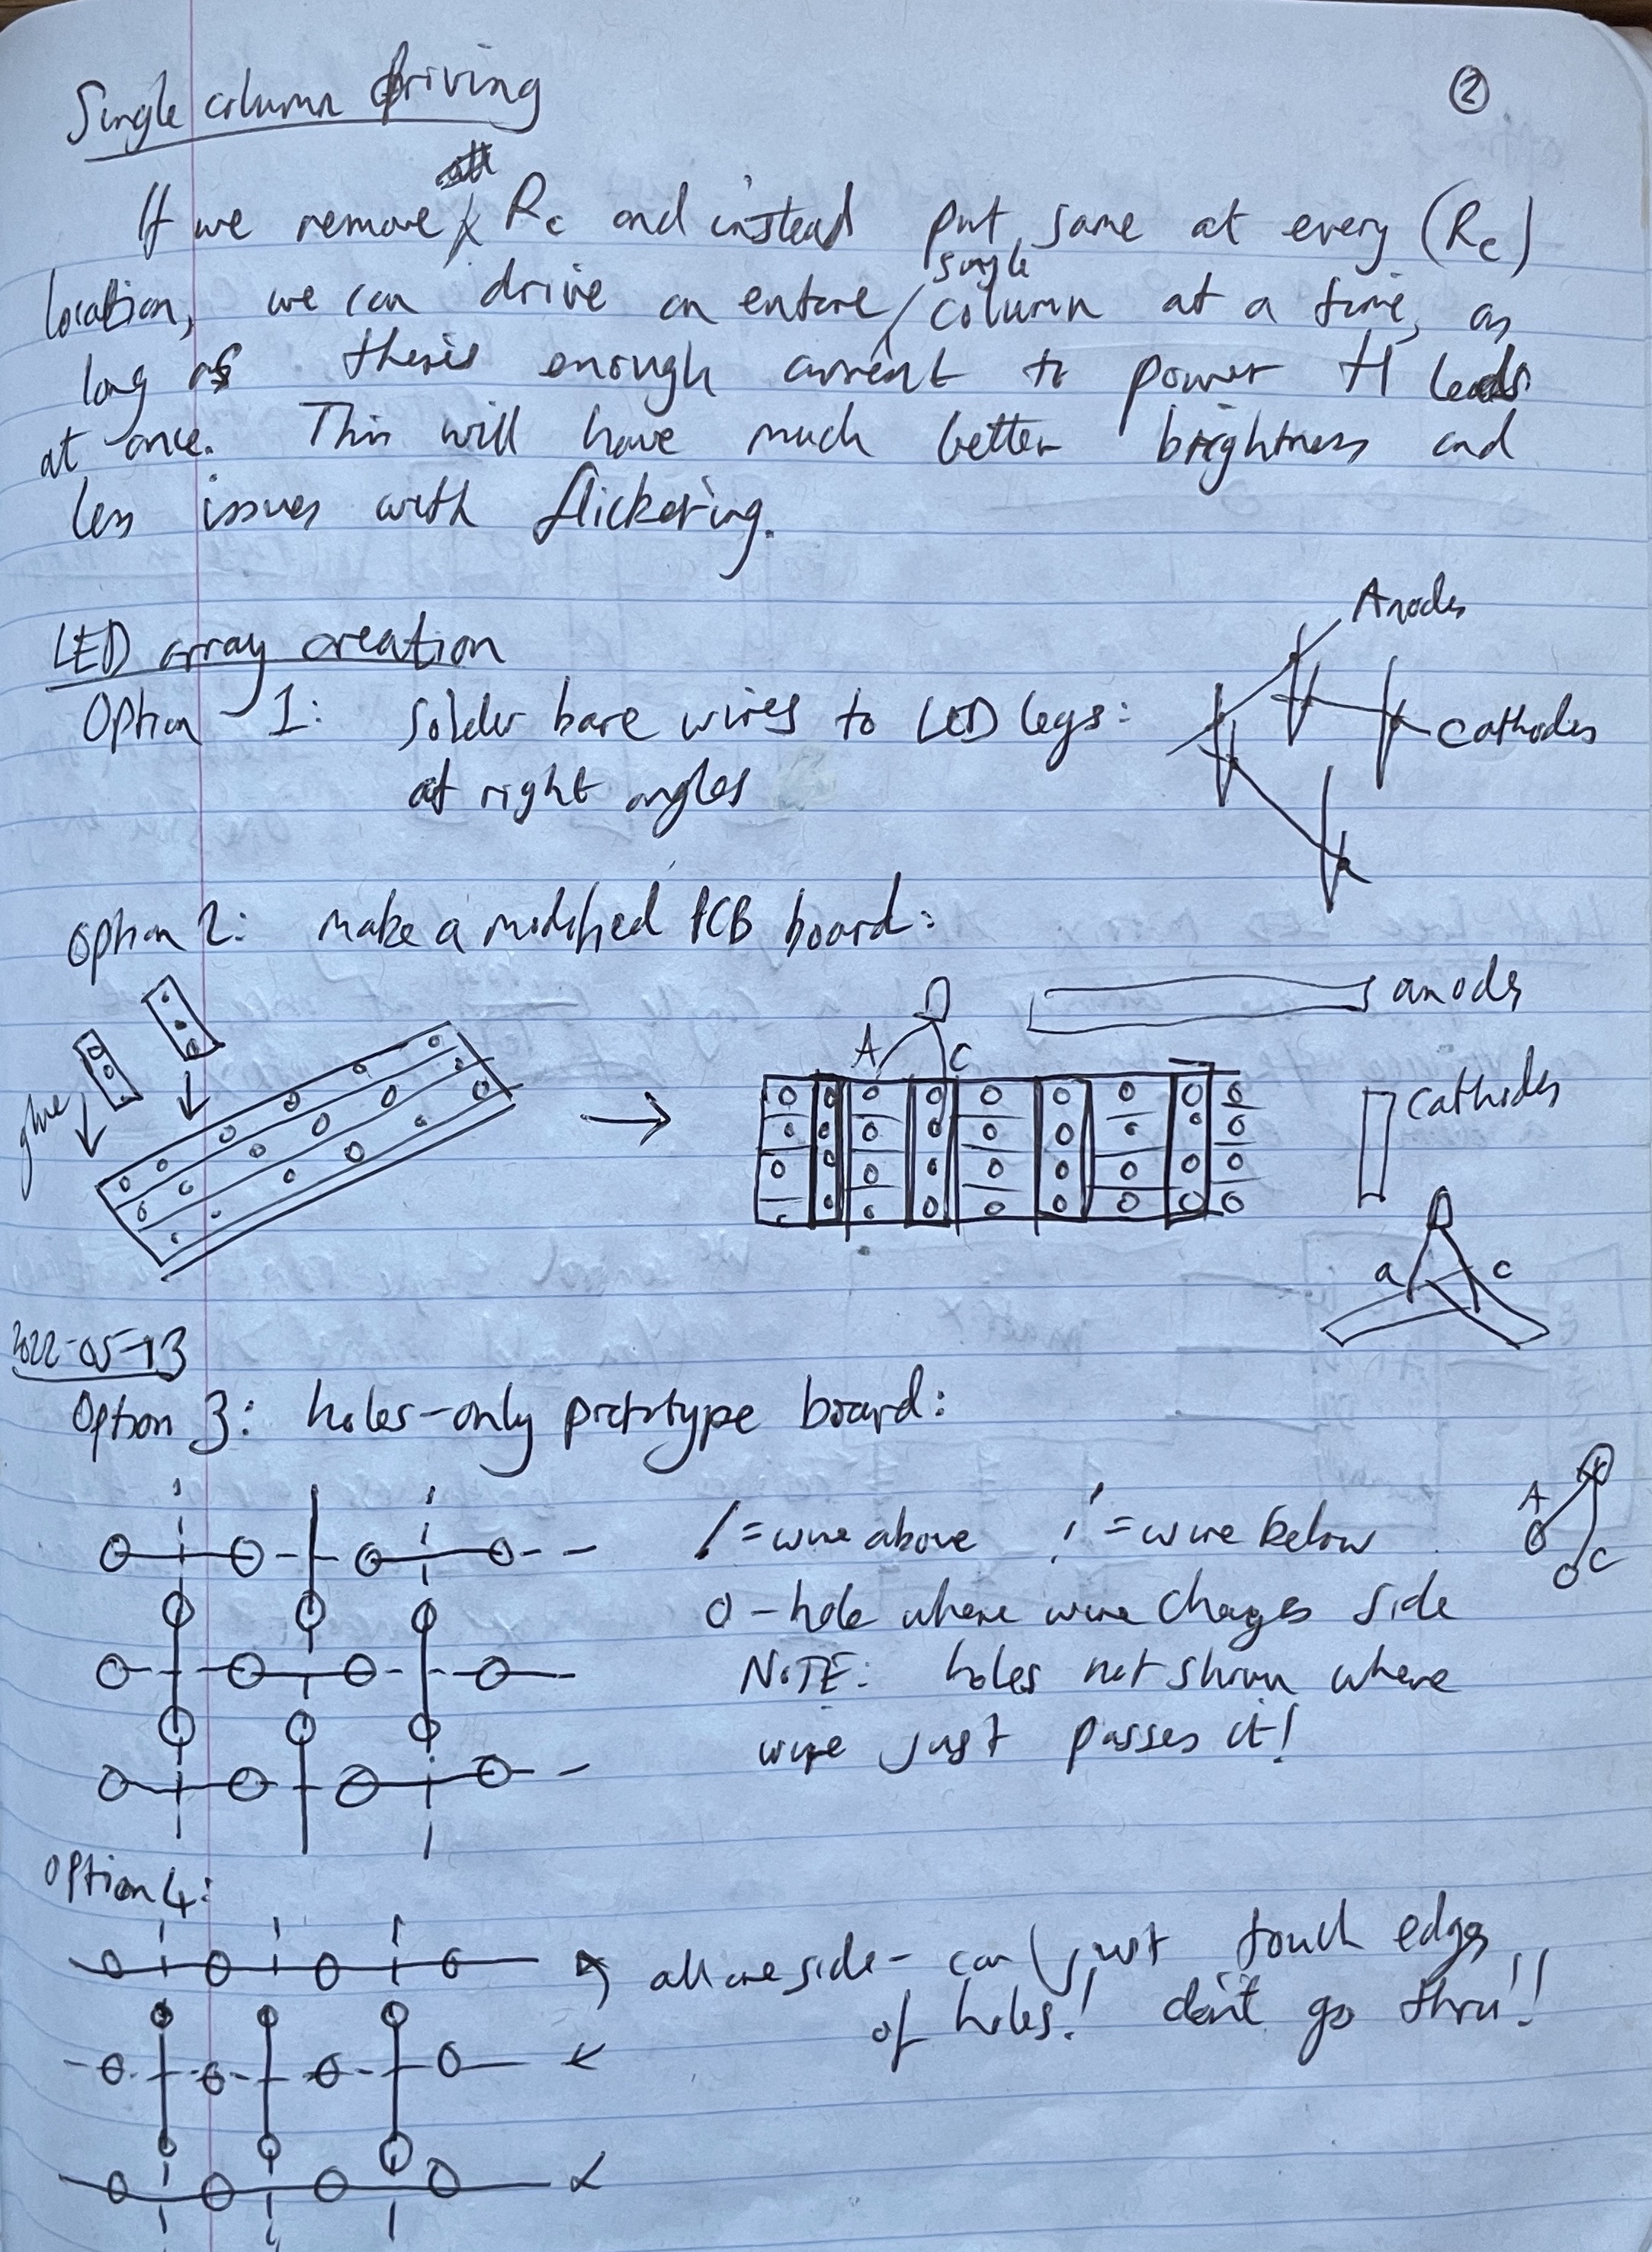 ②
Single column driving
If we remove Rc and instead put same at every (Rc)
location, we can drive an entire single column at a time, as
long as there's enough current to power H leds
at once. This will have much better brightness and
less issues with flickering.
LED array creation
Anodes
Option 1: solder bare wires to LED legs:
Cathodes
at right angles
Option 2: make a modified PCB board:
anodes
A C
glue
cathodes
a c
2022-05-13
Option 3: holes-only prototype board:
A
/ = wire above ¦ = wire below
C
O - hole where wire changes side
NOTE: holes not shown where
wire just passes it!
Option 4:
all one side - can just touch edges
of holes! don't go thru!!